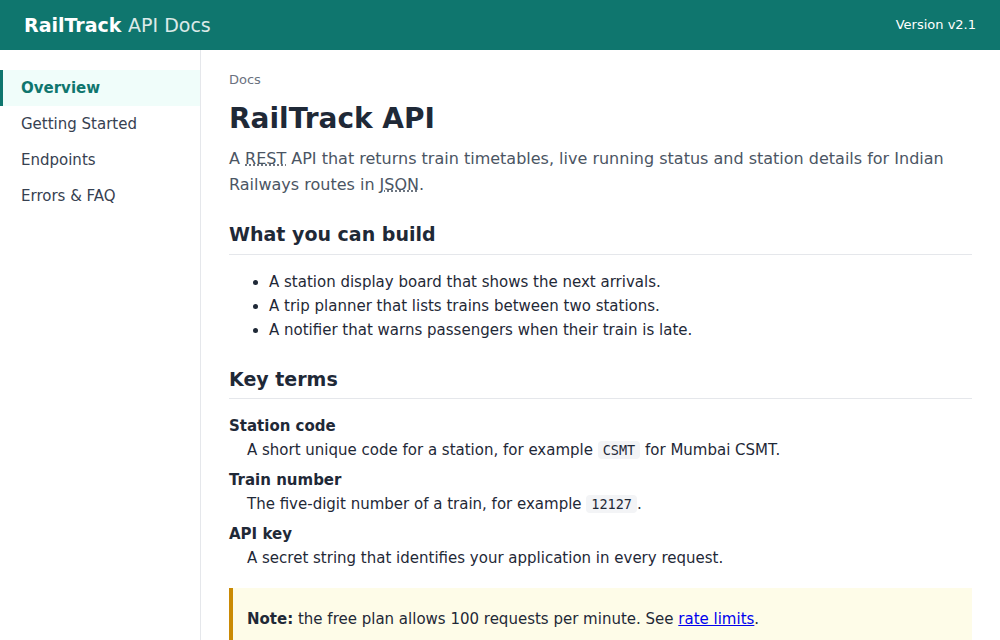 RailTrack API Docs
Version v2.1
Overview
Getting Started
Endpoints
Errors & FAQ
Docs
RailTrack API
A REST API that returns train timetables, live running status and station details for Indian
Railways routes in JSON.
What you can build
• A station display board that shows the next arrivals.
• A trip planner that lists trains between two stations.
• A notifier that warns passengers when their train is late.
Key terms
Station code
A short unique code for a station, for example CSMT for Mumbai CSMT.
Train number
The five-digit number of a train, for example 12127.
API key
A secret string that identifies your application in every request.
Note: the free plan allows 100 requests per minute. See rate limits.